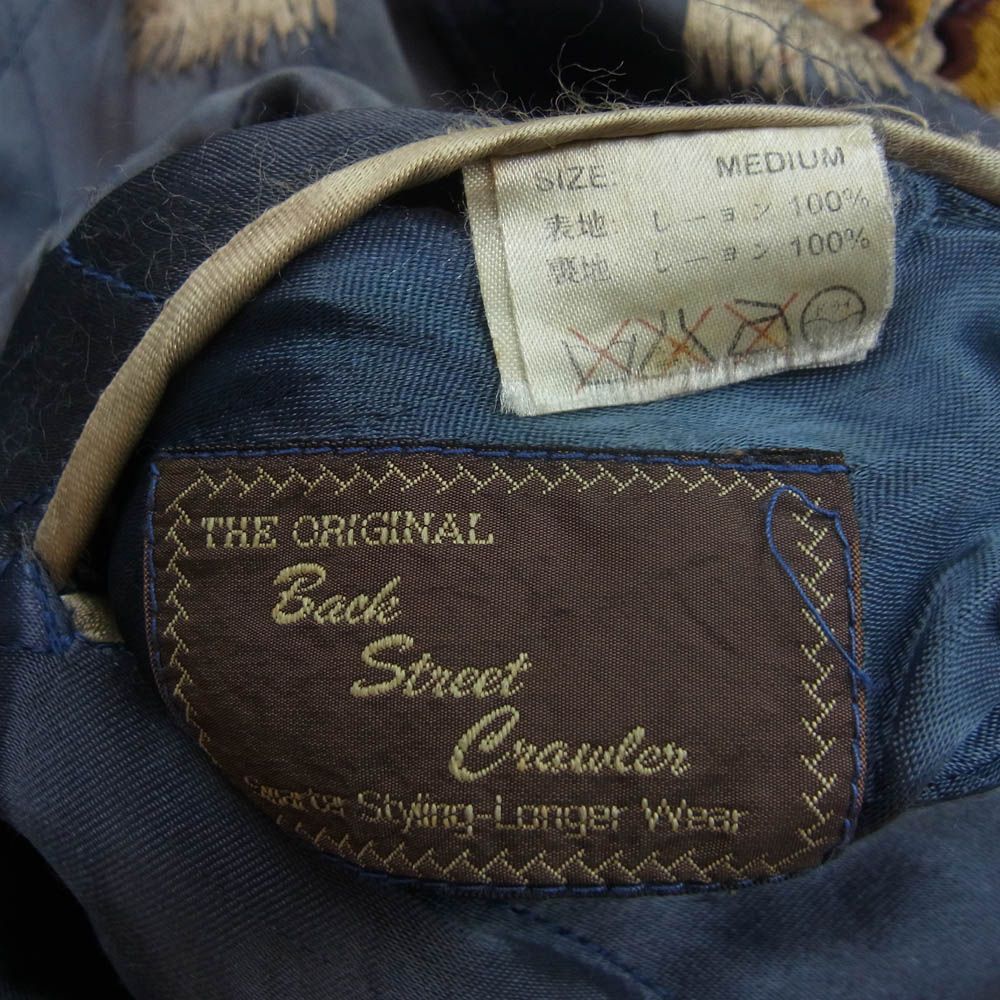 SIZE: MEDIUM
表地 レーヨン 100%
裏地 レーヨン 100%
THE ORIGINAL
Back
Street
Crawler
Styling-Longer Wear